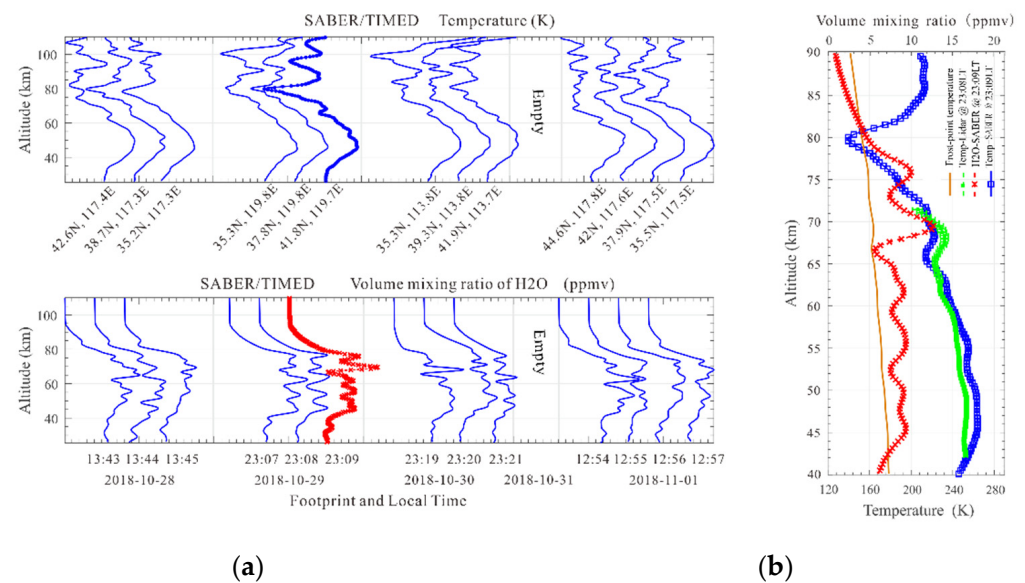 SABER/TIMED Temperature (K)
Altitude (km)
100
80
60
40
Empty
42.6N, 117.4E
38.7N, 117.3E
35.2N, 117.3E
35.3N, 119.8E
37.8N, 119.8E
41.8N, 119.7E
35.3N, 113.8E
39.3N, 113.8E
41.9N, 113.7E
44.6N, 117.8E
42N, 117.6E
37.9N, 117.5E
35.5N, 117.5E
SABER/TIMED Volume mixing ratio of H2O (ppmv)
Altitude (km)
100
80
60
40
Empty
13:43 13:44 13:45 23:07 23:08 23:09 23:19 23:20 23:21 12:54 12:55 12:56 12:57
2018-10-28 2018-10-29 2018-10-30 2018-10-31 2018-11-01
Footprint and Local Time
(a)
Volume mixing ratio (ppmv)
0 5 10 15 20
Altitude (km)
90
85
80
75
70
65
60
55
50
45
40
Frost-point temperature
Temp-Lidar @ 23:08LT
H2O-SABER @ 23:09LT
Temp-SABER @ 23:09LT
120 160 200 240 280
Temperature (K)
(b)